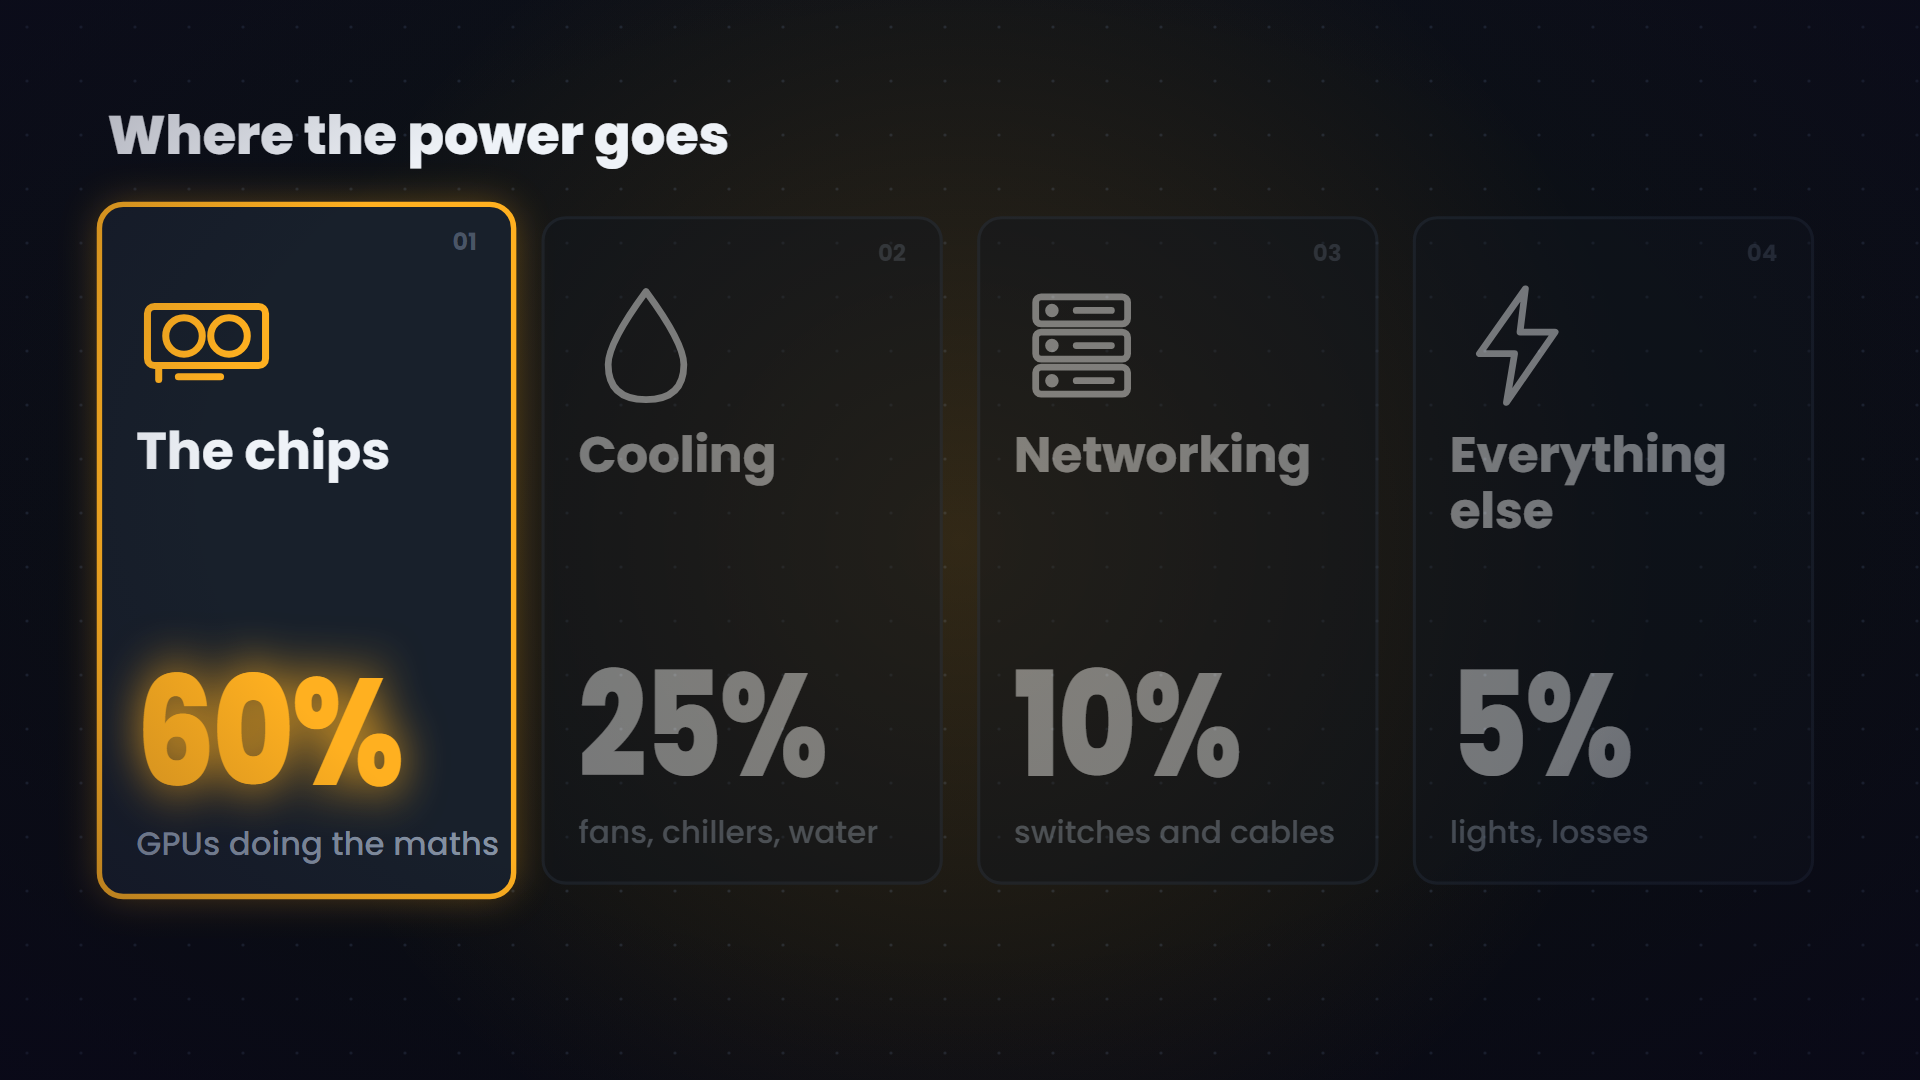 Where the power goes
01
The chips
60%
GPUs doing the maths
02
Cooling
25%
fans, chillers, water
03
Networking
10%
switches and cables
04
Everything
else
5%
lights, losses